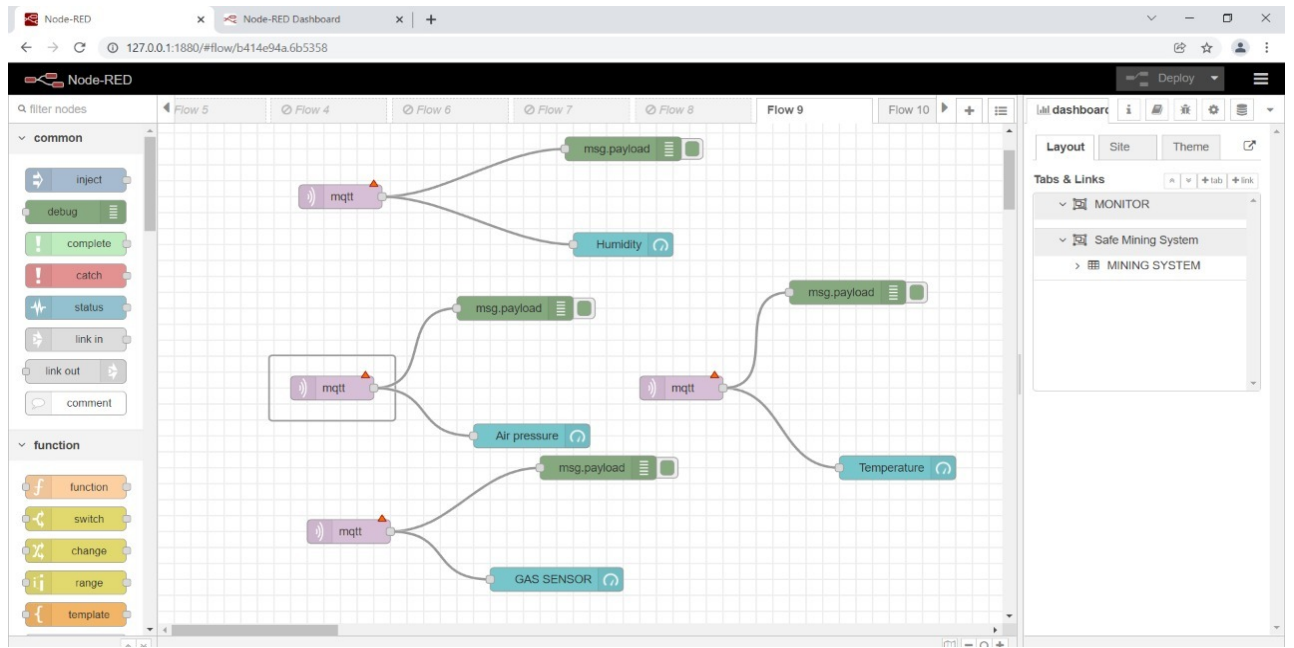 Node-RED
Node-RED Dashboard
127.0.0.1:1880/#flow/b414e94a.6b5358
Node-RED
Deploy
filter nodes
Flow 5
Flow 4
Flow 6
Flow 7
Flow 8
Flow 9
Flow 10
dashboard
i
common
inject
debug
complete
catch
status
link in
link out
comment
function
function
switch
change
range
template
msg.payload
mqtt
Humidity
msg.payload
msg.payload
mqtt
mqtt
Air pressure
msg.payload
Temperature
mqtt
GAS SENSOR
Layout
Site
Theme
Tabs & Links
tab
link
MONITOR
Safe Mining System
MINING SYSTEM